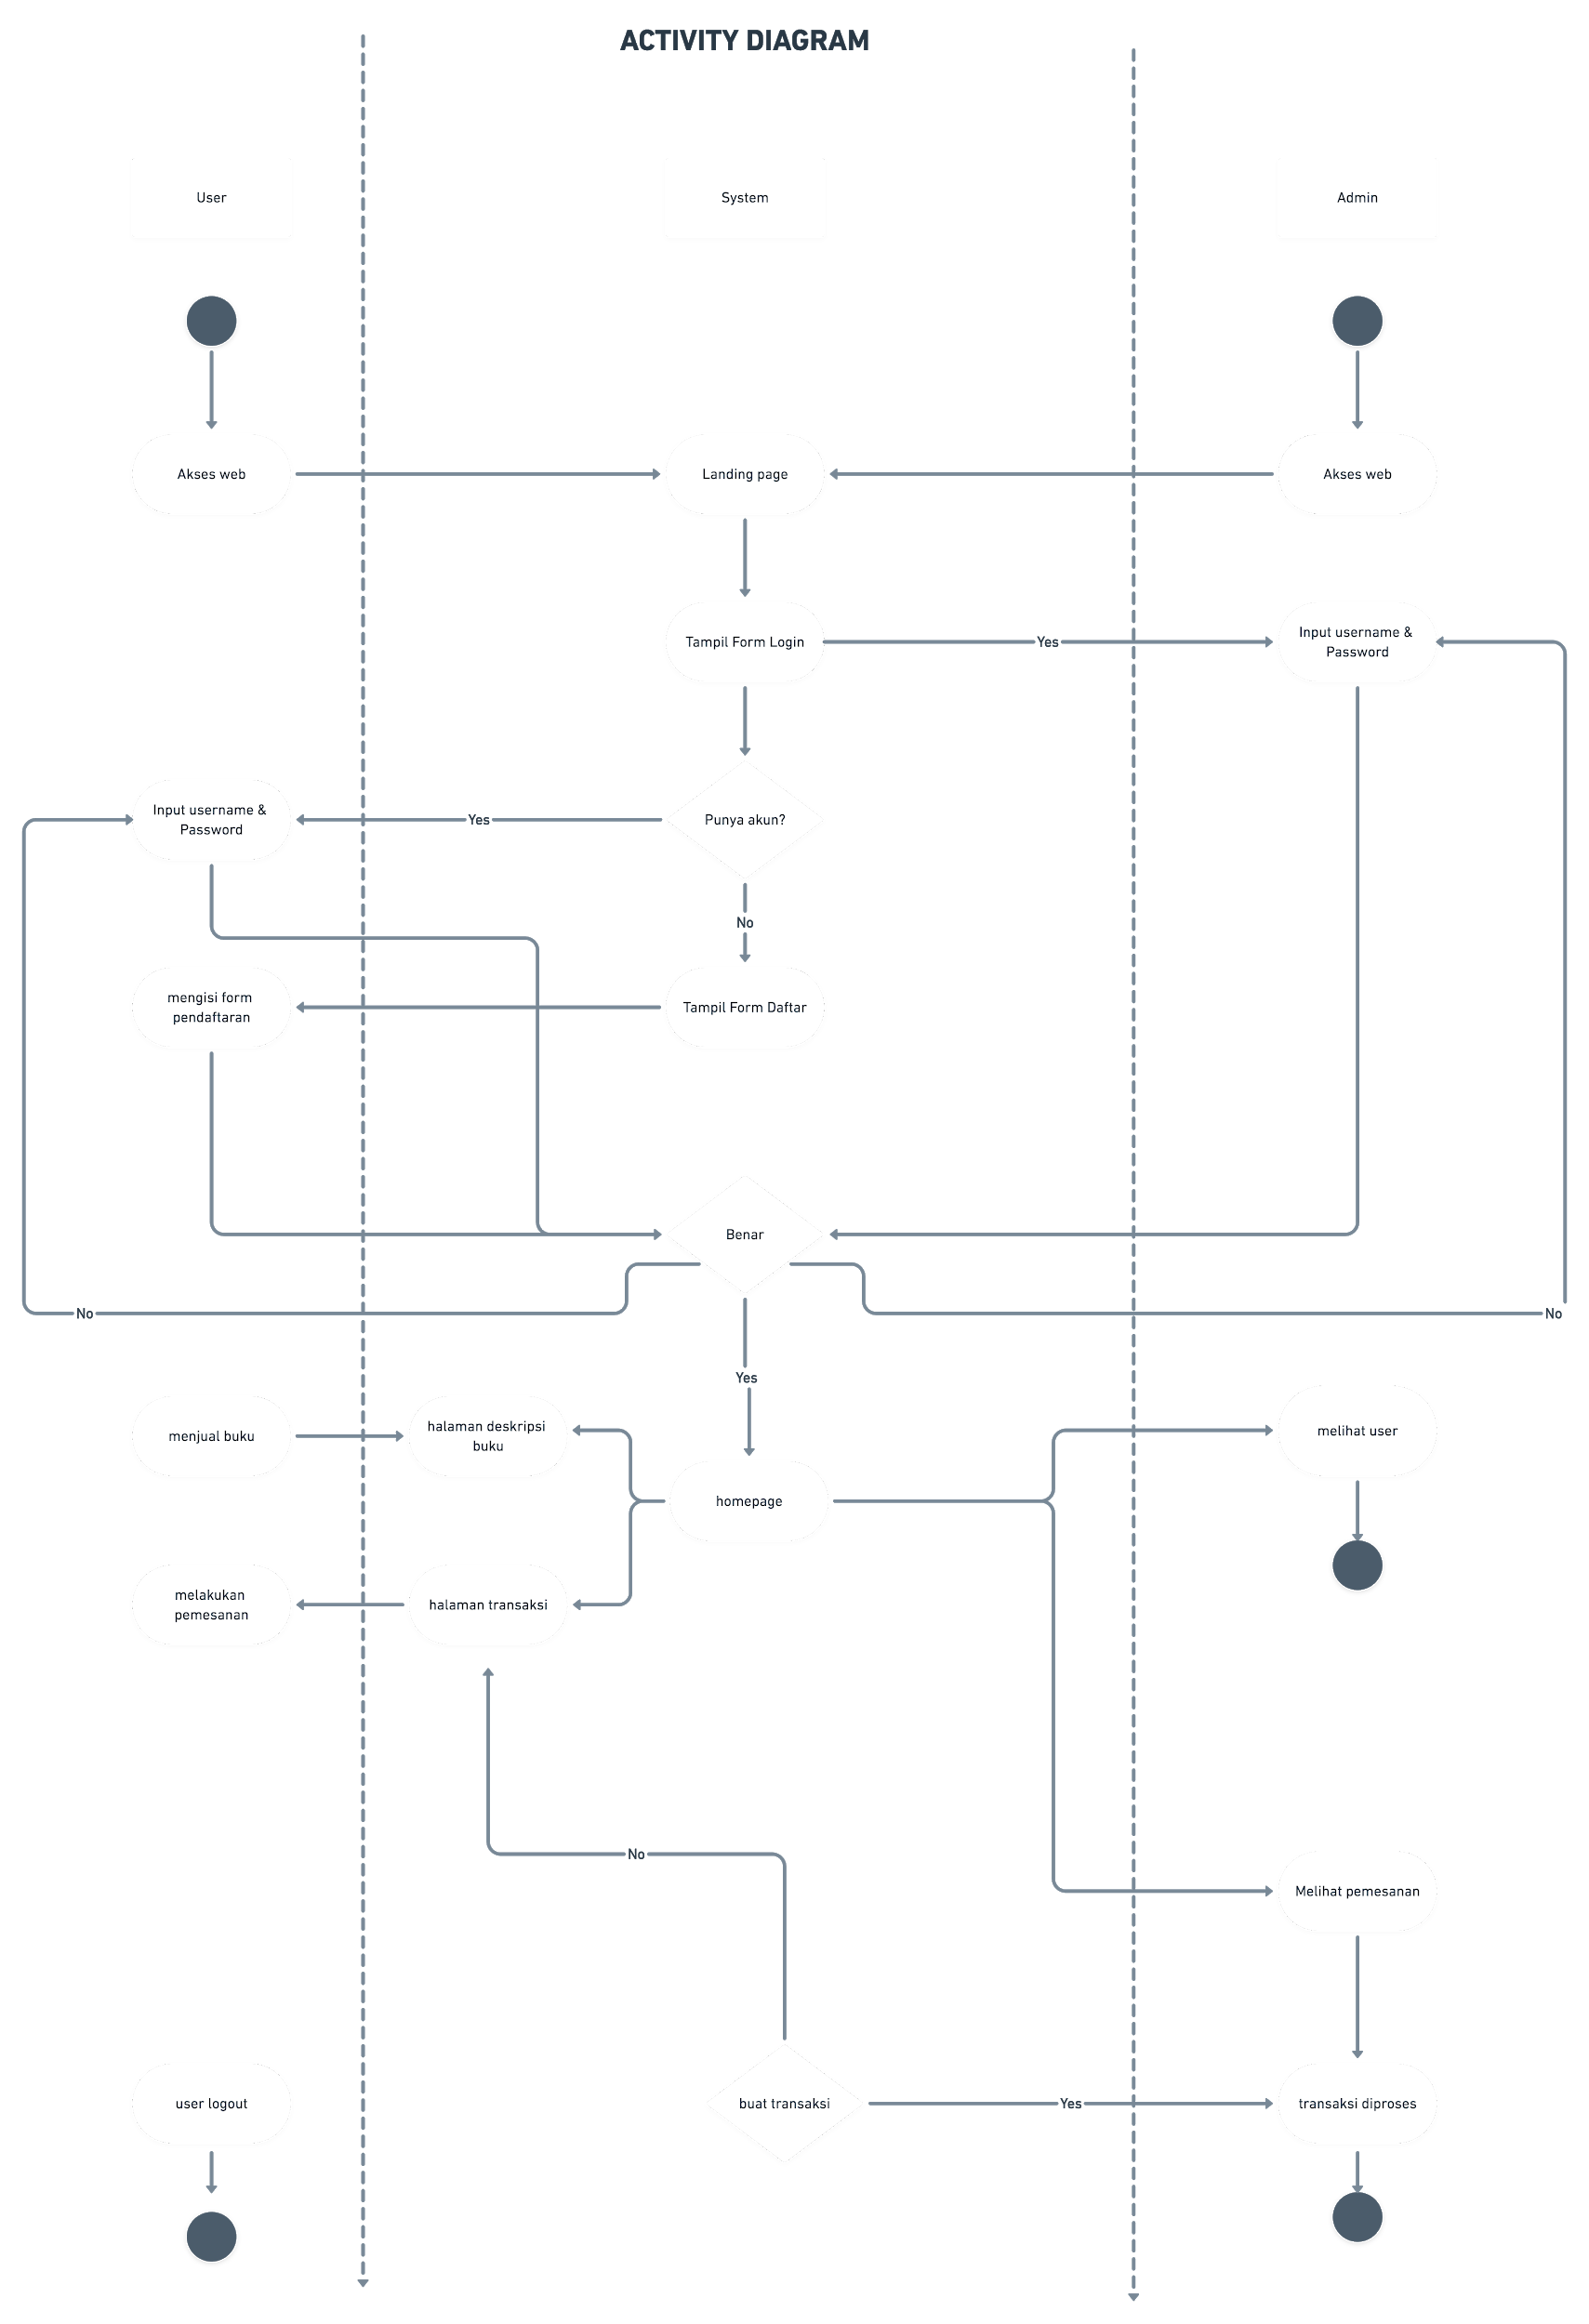 ACTIVITY DIAGRAM
User
System
Admin
Akses web
Landing page
Akses web
Tampil Form Login
Yes
Input username &
Password
Input username &
Password
Yes
Punya akun?
No
mengisi form
pendaftaran
Tampil Form Daftar
Benar
No
No
Yes
menjual buku
halaman deskripsi
buku
melihat user
homepage
melakukan
pemesanan
halaman transaksi
No
Melihat pemesanan
user logout
buat transaksi
Yes
transaksi diproses